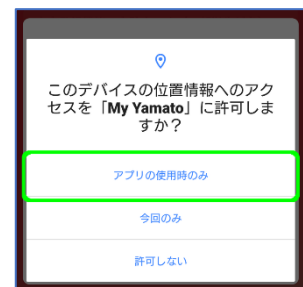 このデバイスの位置情報へのアク
セスを「My Yamato」に許可しま
すか？
アプリの使用時のみ
今回のみ
許可しない